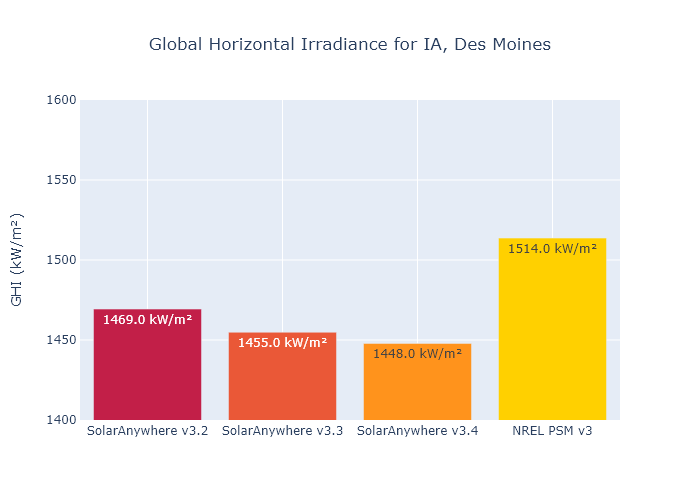 Global Horizontal Irradiance for IA, Des Moines
GHI (kW/m²)
1600
1550
1500
1450
1400
1469.0 kW/m²
1455.0 kW/m²
1448.0 kW/m²
1514.0 kW/m²
SolarAnywhere v3.2
SolarAnywhere v3.3
SolarAnywhere v3.4
NREL PSM v3